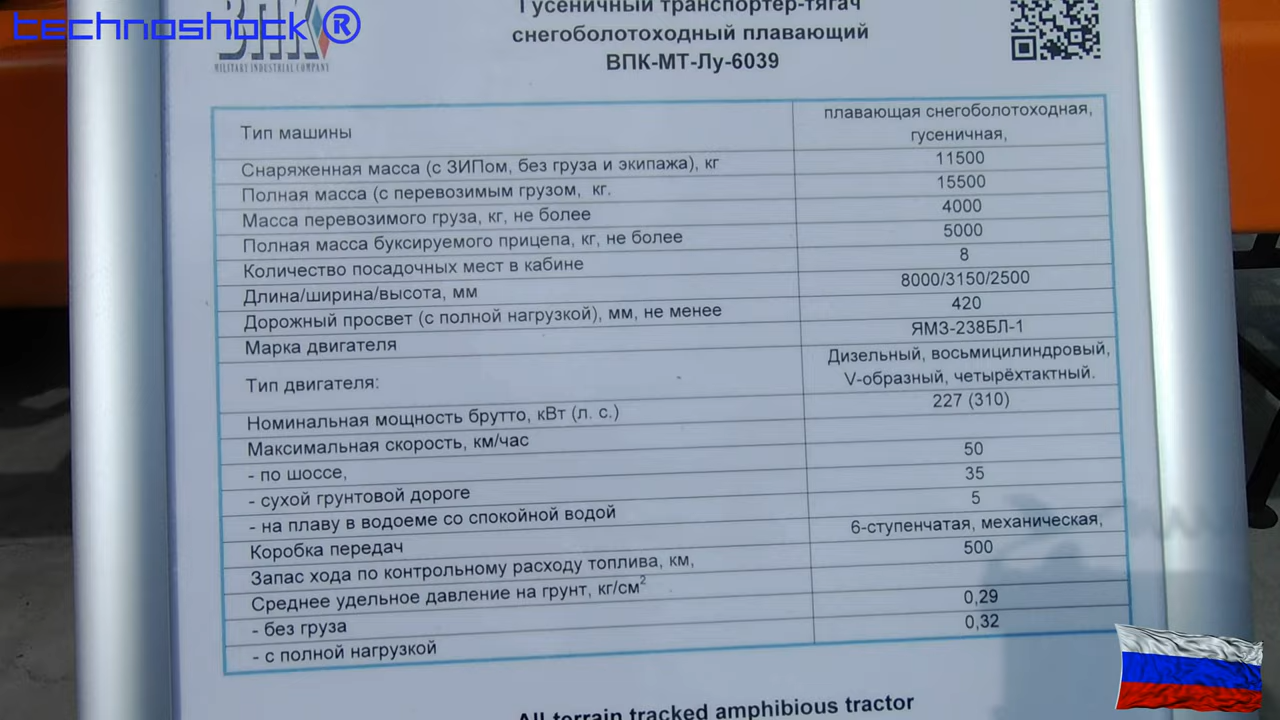 technoshock ®
ВПК
MILITARY INDUSTRIAL COMPANY
Гусеничный транспортер-тягач
снегоболотоходный плавающий
ВПК-МТ-Лу-6039
Тип машины плавающая снегоболотоходная,
гусеничная,
Снаряженная масса (с ЗИПом, без груза и экипажа), кг 11500
Полная масса (с перевозимым грузом, кг. 15500
Масса перевозимого груза, кг, не более 4000
Полная масса буксируемого прицепа, кг, не более 5000
Количество посадочных мест в кабине 8
Длина/ширина/высота, мм 8000/3150/2500
Дорожный просвет (с полной нагрузкой), мм, не менее 420
Марка двигателя ЯМЗ-238БЛ-1
Тип двигателя: Дизельный, восьмицилиндровый,
V-образный, четырёхтактный.
Номинальная мощность брутто, кВт (л. с.) 227 (310)
Максимальная скорость, км/час
- по шоссе, 50
- сухой грунтовой дороге 35
- на плаву в водоеме со спокойной водой 5
Коробка передач 6-ступенчатая, механическая,
Запас хода по контрольному расходу топлива, км, 500
Среднее удельное давление на грунт, кг/см²
- без груза 0,29
- с полной нагрузкой 0,32
All terrain tracked amphibious tractor